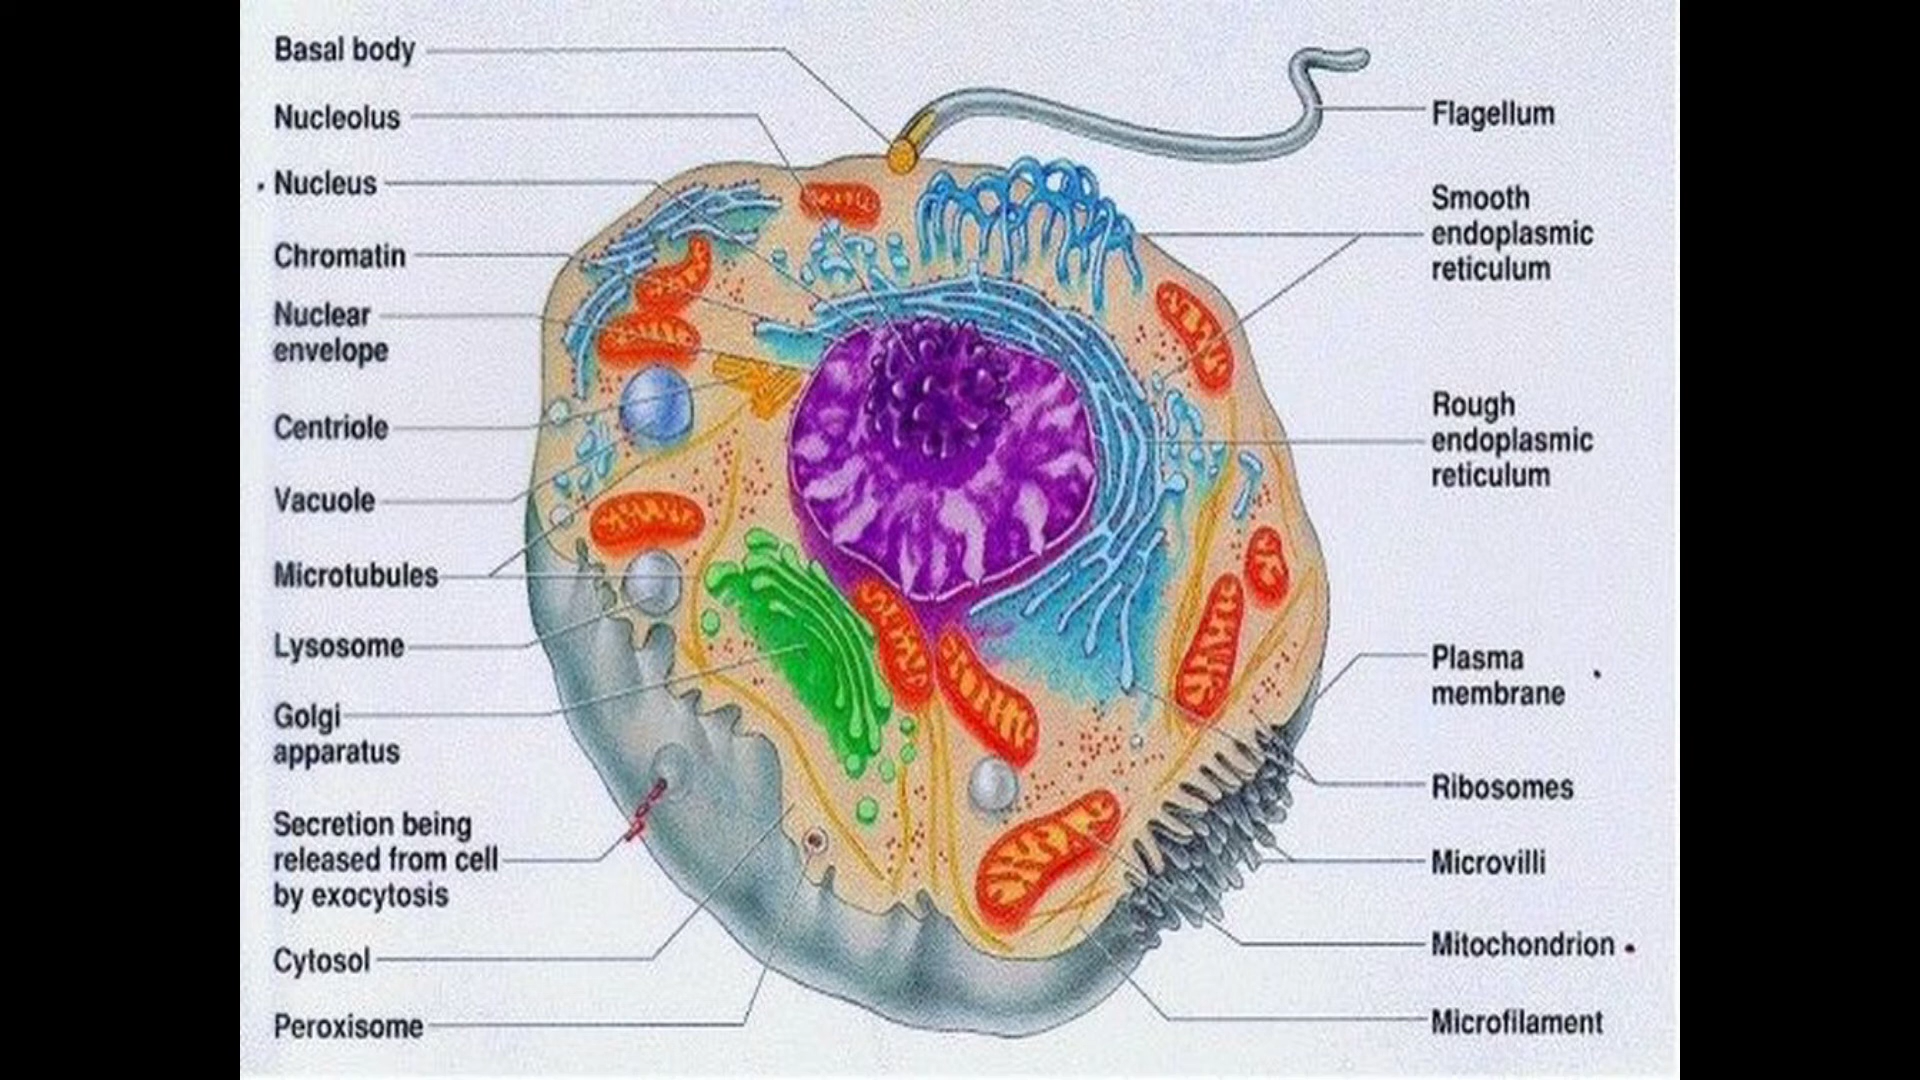 Basal body
Nucleolus
Nucleus
Chromatin
Nuclear
envelope
Centriole
Vacuole
Microtubules
Lysosome
Golgi
apparatus
Secretion being
released from cell
by exocytosis
Cytosol
Peroxisome
Flagellum
Smooth
endoplasmic
reticulum
Rough
endoplasmic
reticulum
Plasma
membrane
Ribosomes
Microvilli
Mitochondrion
Microfilament